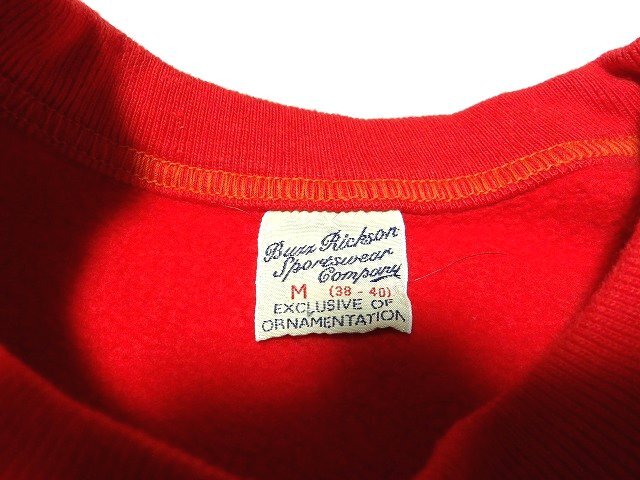 Buzz Rickson
Sportswear
Company
M (38 - 40)
EXCLUSIVE OF
ORNAMENTATION